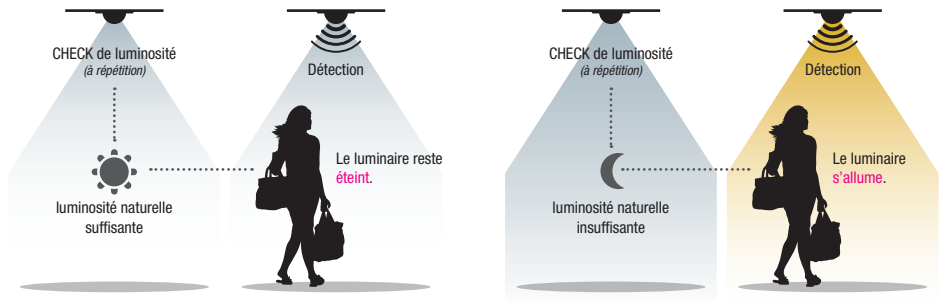 CHECK de luminosité
(à répétition)
Détection
Le luminaire reste
éteint.
luminosité naturelle
suffisante
CHECK de luminosité
(à répétition)
Détection
Le luminaire
s’allume.
luminosité naturelle
insuffisante